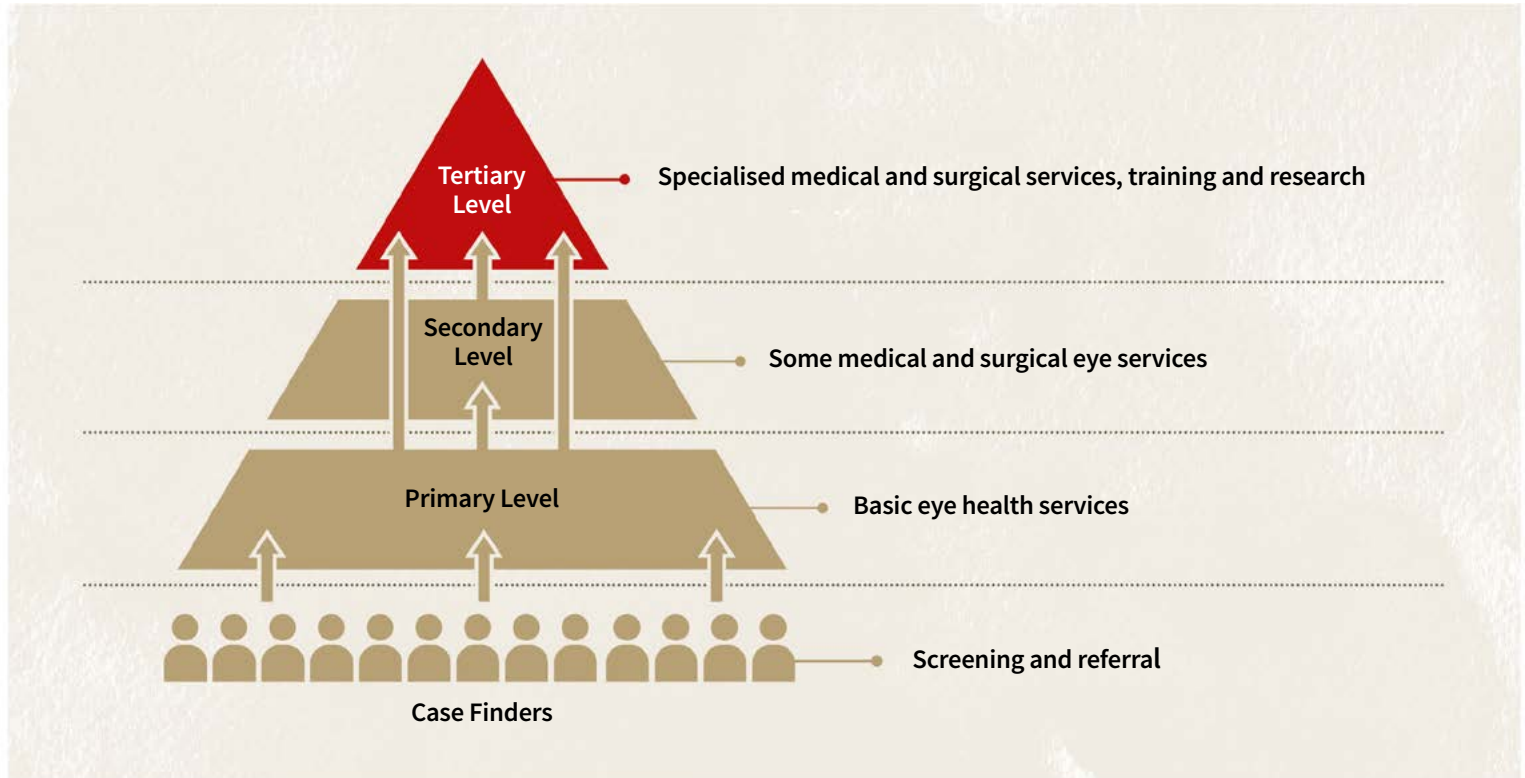 Tertiary
Level
Specialised medical and surgical services, training and research
Secondary
Level
Some medical and surgical eye services
Primary Level
Basic eye health services
Screening and referral
Case Finders